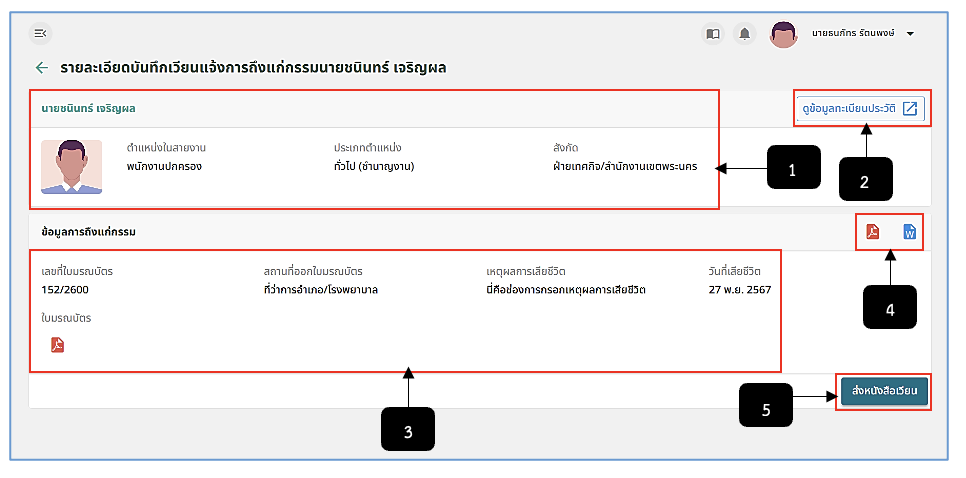 นายธนภัทร รัตนพงษ์
รายละเอียดบันทึกเวียนแจ้งการถึงแก่กรรมนายชนินทร์ เจริญผล
นายชนินทร์ เจริญผล
ดูข้อมูลทะเบียนประวัติ
ตำแหน่งในสายงาน ประเภทตำแหน่ง สังกัด
พนักงานปกครอง ทั่วไป (ชำนาญงาน) ฝ่ายเทศกิจ/สำนักงานเขตพระนคร
1
2
ข้อมูลการถึงแก่กรรม
W
เลขที่ใบมรณบัตร สถานที่ออกใบมรณบัตร เหตุผลการเสียชีวิต วันที่เสียชีวิต
152/2600 ที่ว่าการอำเภอ/โรงพยาบาล นี่คือช่องการกรอกเหตุผลการเสียชีวิต 27 พ.ย. 2567
4
ใบมรณบัตร
ส่งหนังสือเวียน
5
3